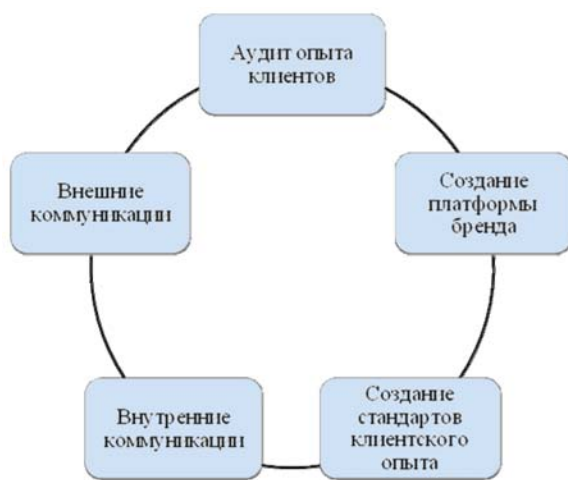 Аудит опыта
клиентов
Внешние
коммуникации
Создание
платформы
бренда
Внутренние
коммуникации
Создание
стандартов
клиентского
опыта